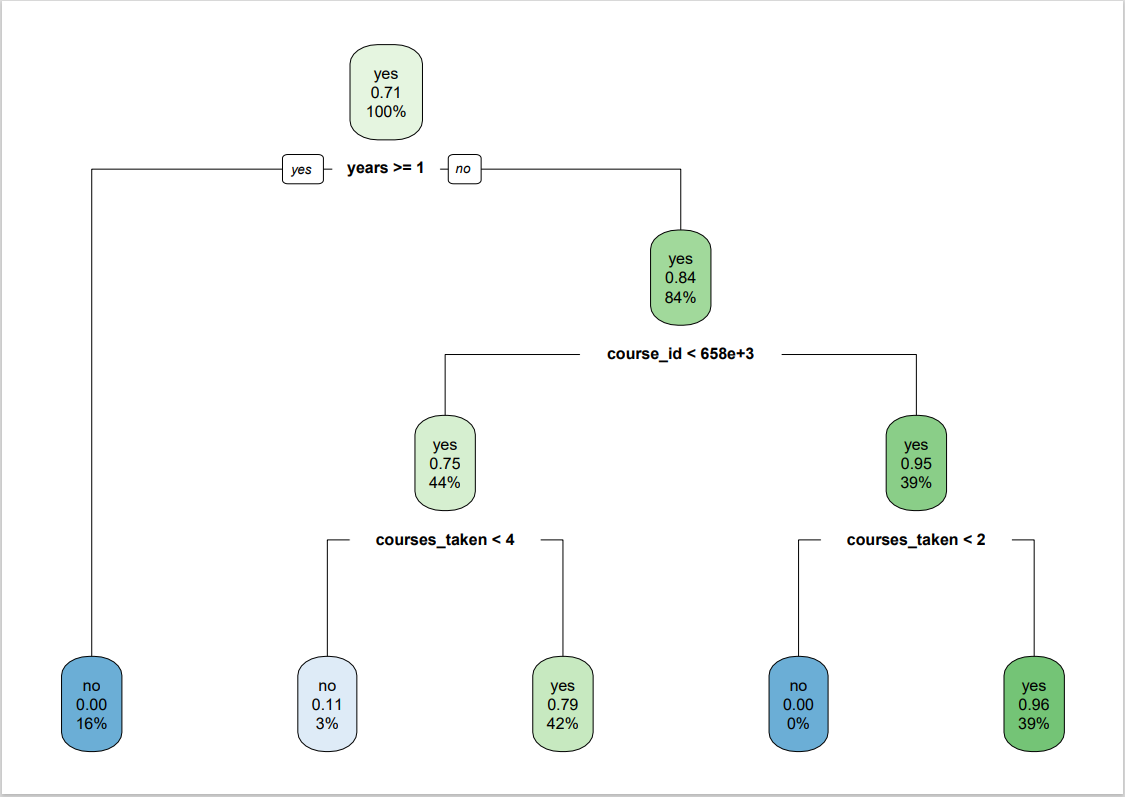 yes
0.71
100%
yes
years >= 1
no
yes
0.84
84%
course_id < 658e+3
yes
0.75
44%
yes
0.95
39%
courses_taken < 4
courses_taken < 2
no
0.00
16%
no
0.11
3%
yes
0.79
42%
no
0.00
0%
yes
0.96
39%